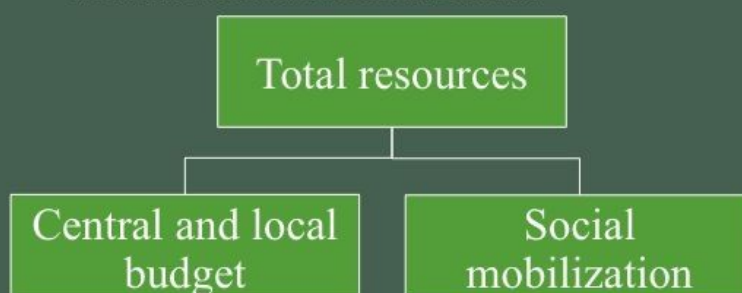 Total resources
Central and local
budget
Social
mobilization